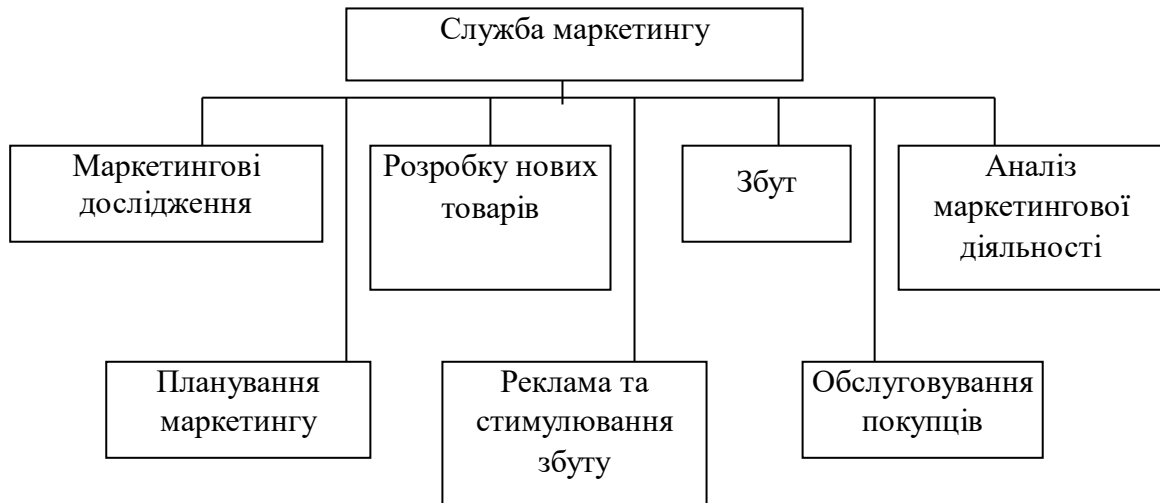 Служба маркетингу
Маркетингові
дослідження
Розробку нових
товарів
Збут
Аналіз
маркетингової
діяльності
Планування
маркетингу
Реклама та
стимулювання
збуту
Обслуговування
покупців